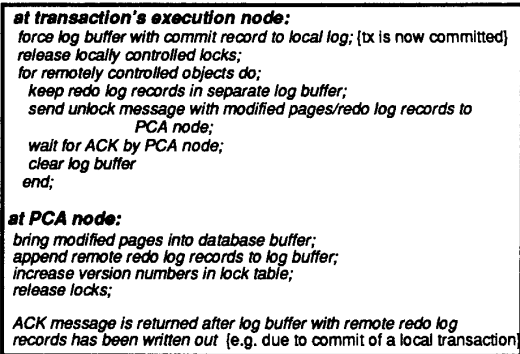 at transaction's execution node:
force log buffer with commit record to local log; {tx is now committed}
release locally controlled locks;
for remotely controlled objects do;
keep redo log records in separate log buffer;
send unlock message with modified pages/redo log records to
PCA node;
wait for ACK by PCA node;
clear log buffer
end;
at PCA node:
bring modified pages into database buffer;
append remote redo log records to log buffer;
increase version numbers in lock table;
release locks;
ACK message is returned after log buffer with remote redo log
records has been written out {e.g. due to commit of a local transaction}